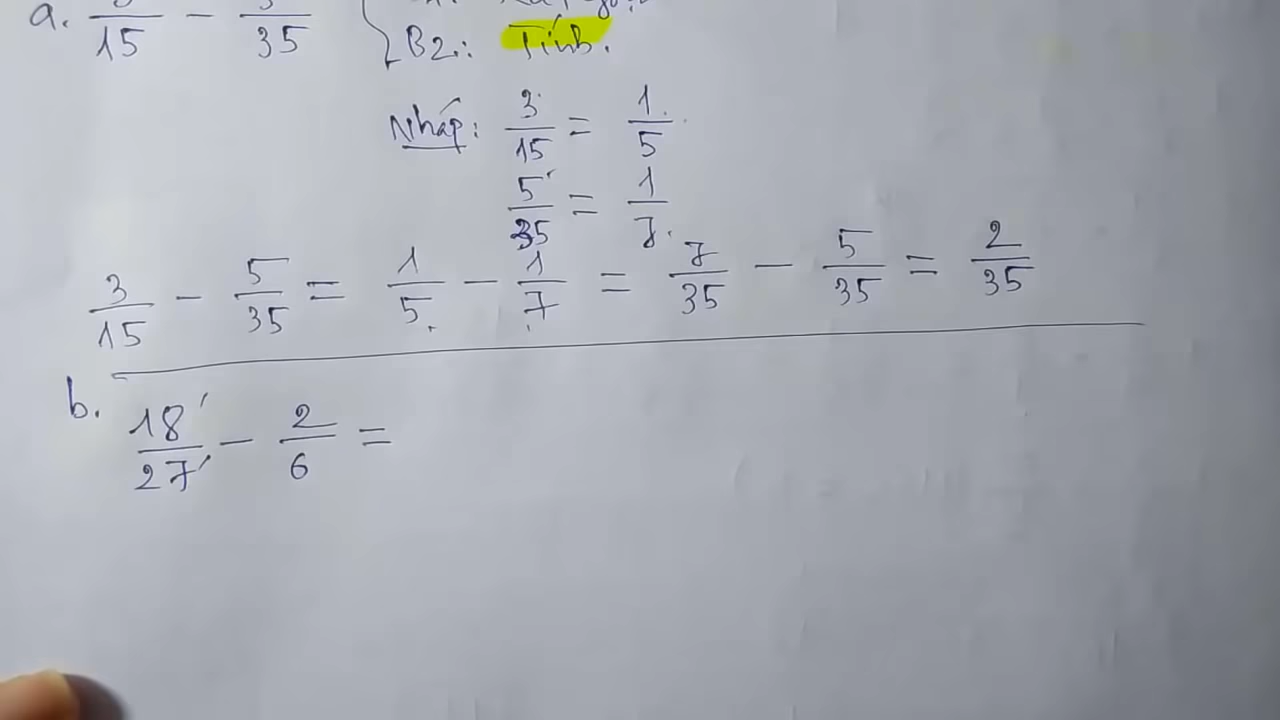 a. /15 - /35
B2: Tính.
Nháp: 3/15 = 1/5
5/35 = 1/7
3/15 - 5/35 = 1/5 - 1/7 = 7/35 - 5/35 = 2/35
b. 18/27 - 2/6 =